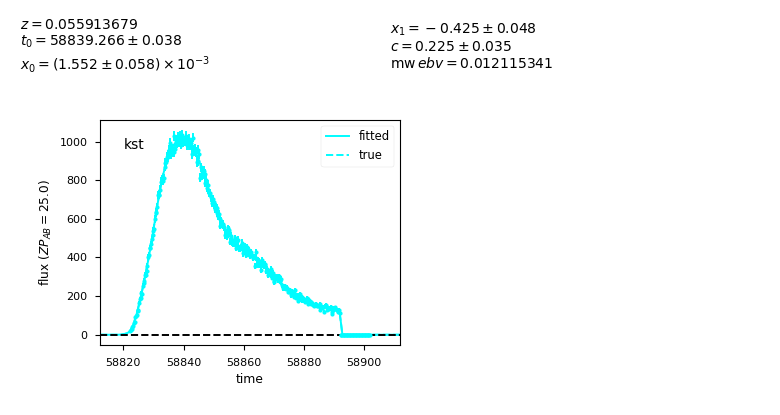 z = 0.055913679
t₀ = 58839.266 ± 0.038
x₀ = (1.552 ± 0.058) × 10⁻³
x₁ = −0.425 ± 0.048
c = 0.225 ± 0.035
mw ebv = 0.012115341
kst
fitted
true
flux (ZP_AB = 25.0)
1000
800
600
400
200
0
58820 58840 58860 58880 58900
time